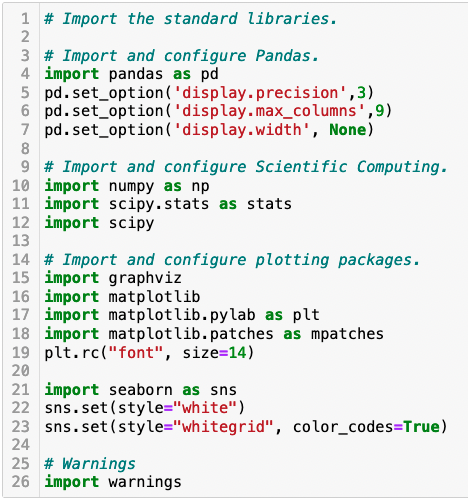 1 # Import the standard libraries.
2
3 # Import and configure Pandas.
4 import pandas as pd
5 pd.set_option('display.precision',3)
6 pd.set_option('display.max_columns',9)
7 pd.set_option('display.width', None)
8
9 # Import and configure Scientific Computing.
10 import numpy as np
11 import scipy.stats as stats
12 import scipy
13
14 # Import and configure plotting packages.
15 import graphviz
16 import matplotlib
17 import matplotlib.pylab as plt
18 import matplotlib.patches as mpatches
19 plt.rc("font", size=14)
20
21 import seaborn as sns
22 sns.set(style="white")
23 sns.set(style="whitegrid", color_codes=True)
24
25 # Warnings
26 import warnings